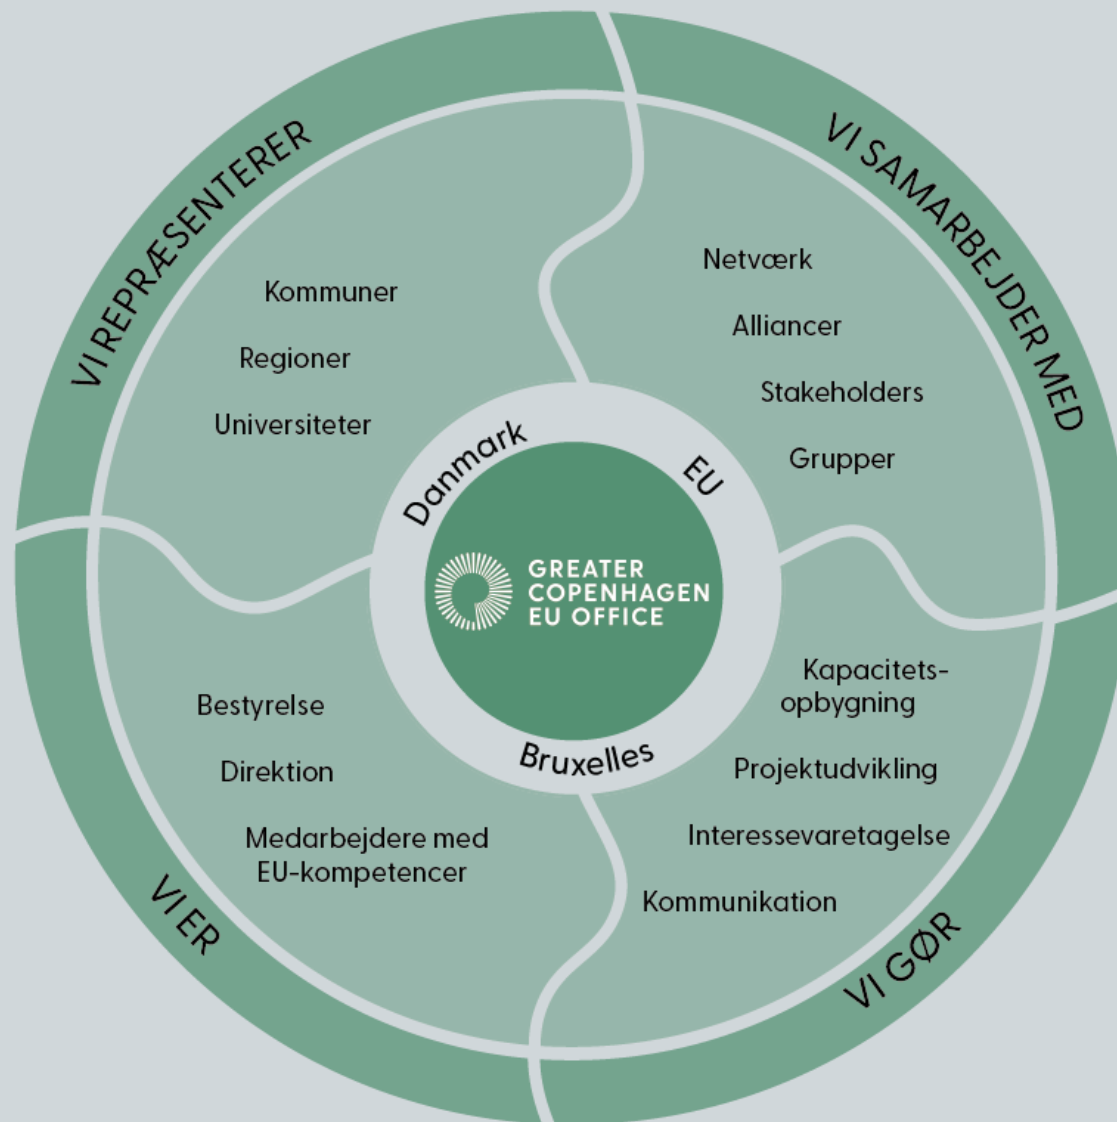 VI REPRÆSENTERER
Kommuner
Regioner
Universiteter
VI SAMARBEJDER MED
Netværk
Alliancer
Stakeholders
Grupper
Danmark
EU
Bruxelles
GREATER
COPENHAGEN
EU OFFICE
VI ER
Bestyrelse
Direktion
Medarbejdere med
EU-kompetencer
VI GØR
Kapacitets-
opbygning
Projektudvikling
Interessevaretagelse
Kommunikation